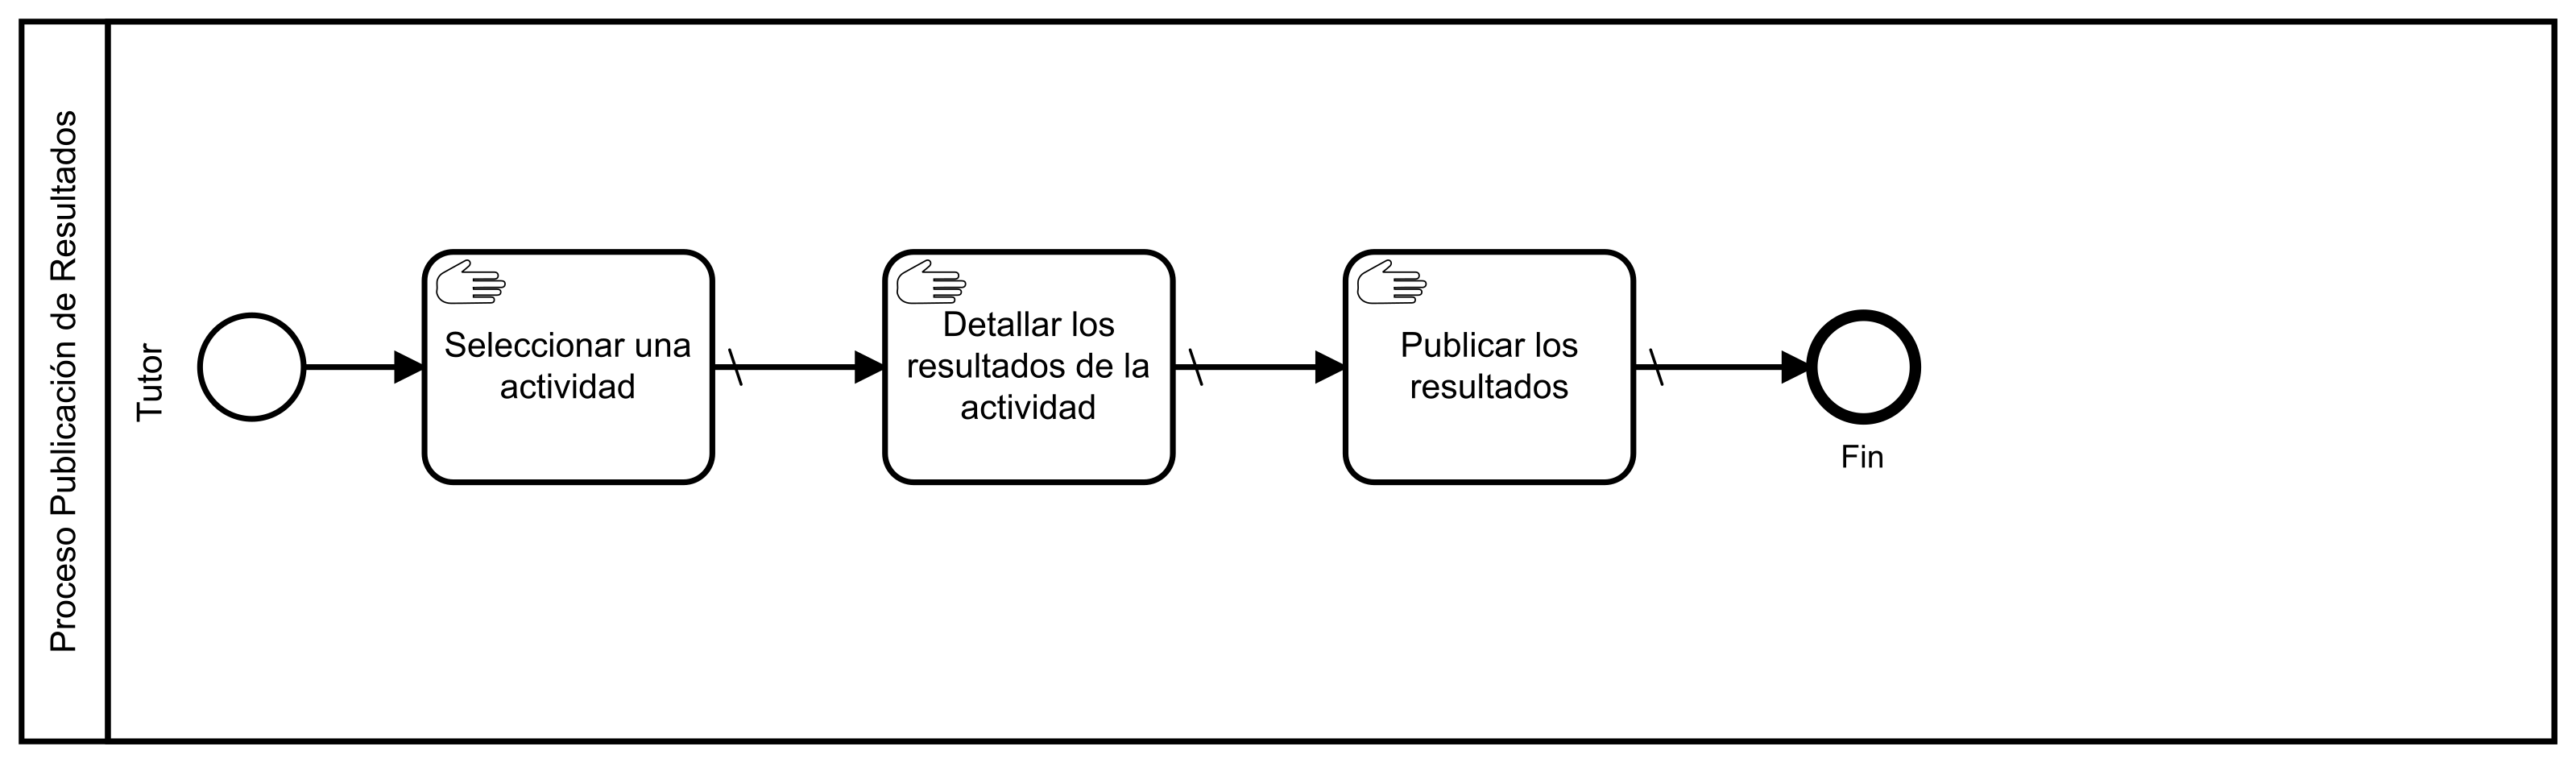 Proceso Publicación de Resultados
Tutor
Seleccionar una
actividad
Detallar los
resultados de la
actividad
Publicar los
resultados
Fin